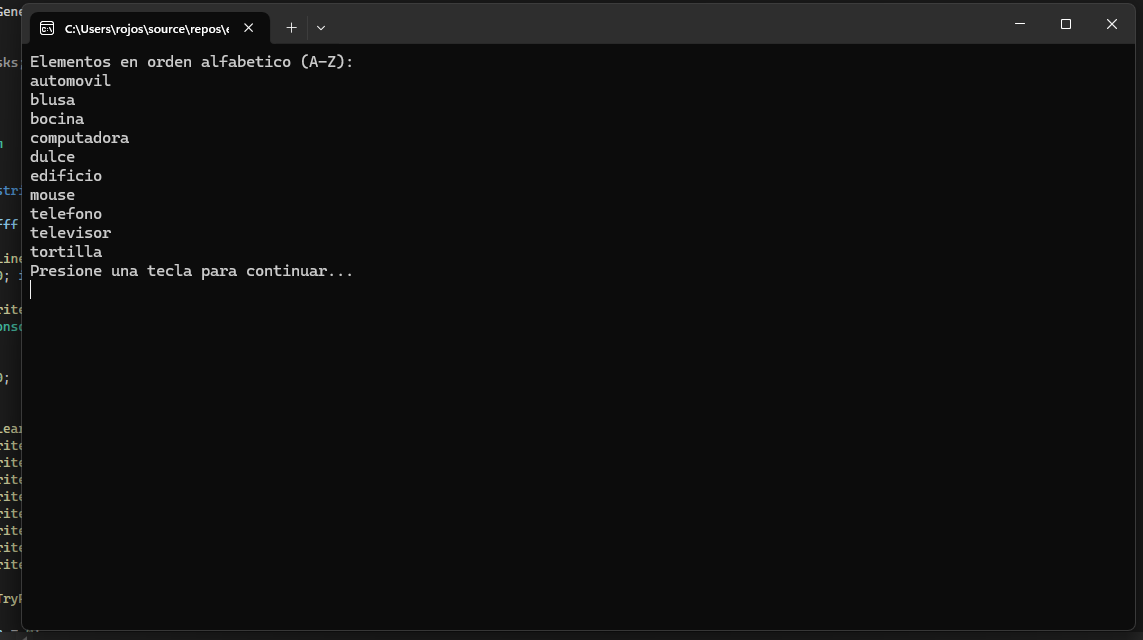 C:\Users\rojos\source\repos\e
Elementos en orden alfabetico (A-Z):
automovil
blusa
bocina
computadora
dulce
edificio
mouse
telefono
televisor
tortilla
Presione una tecla para continuar...